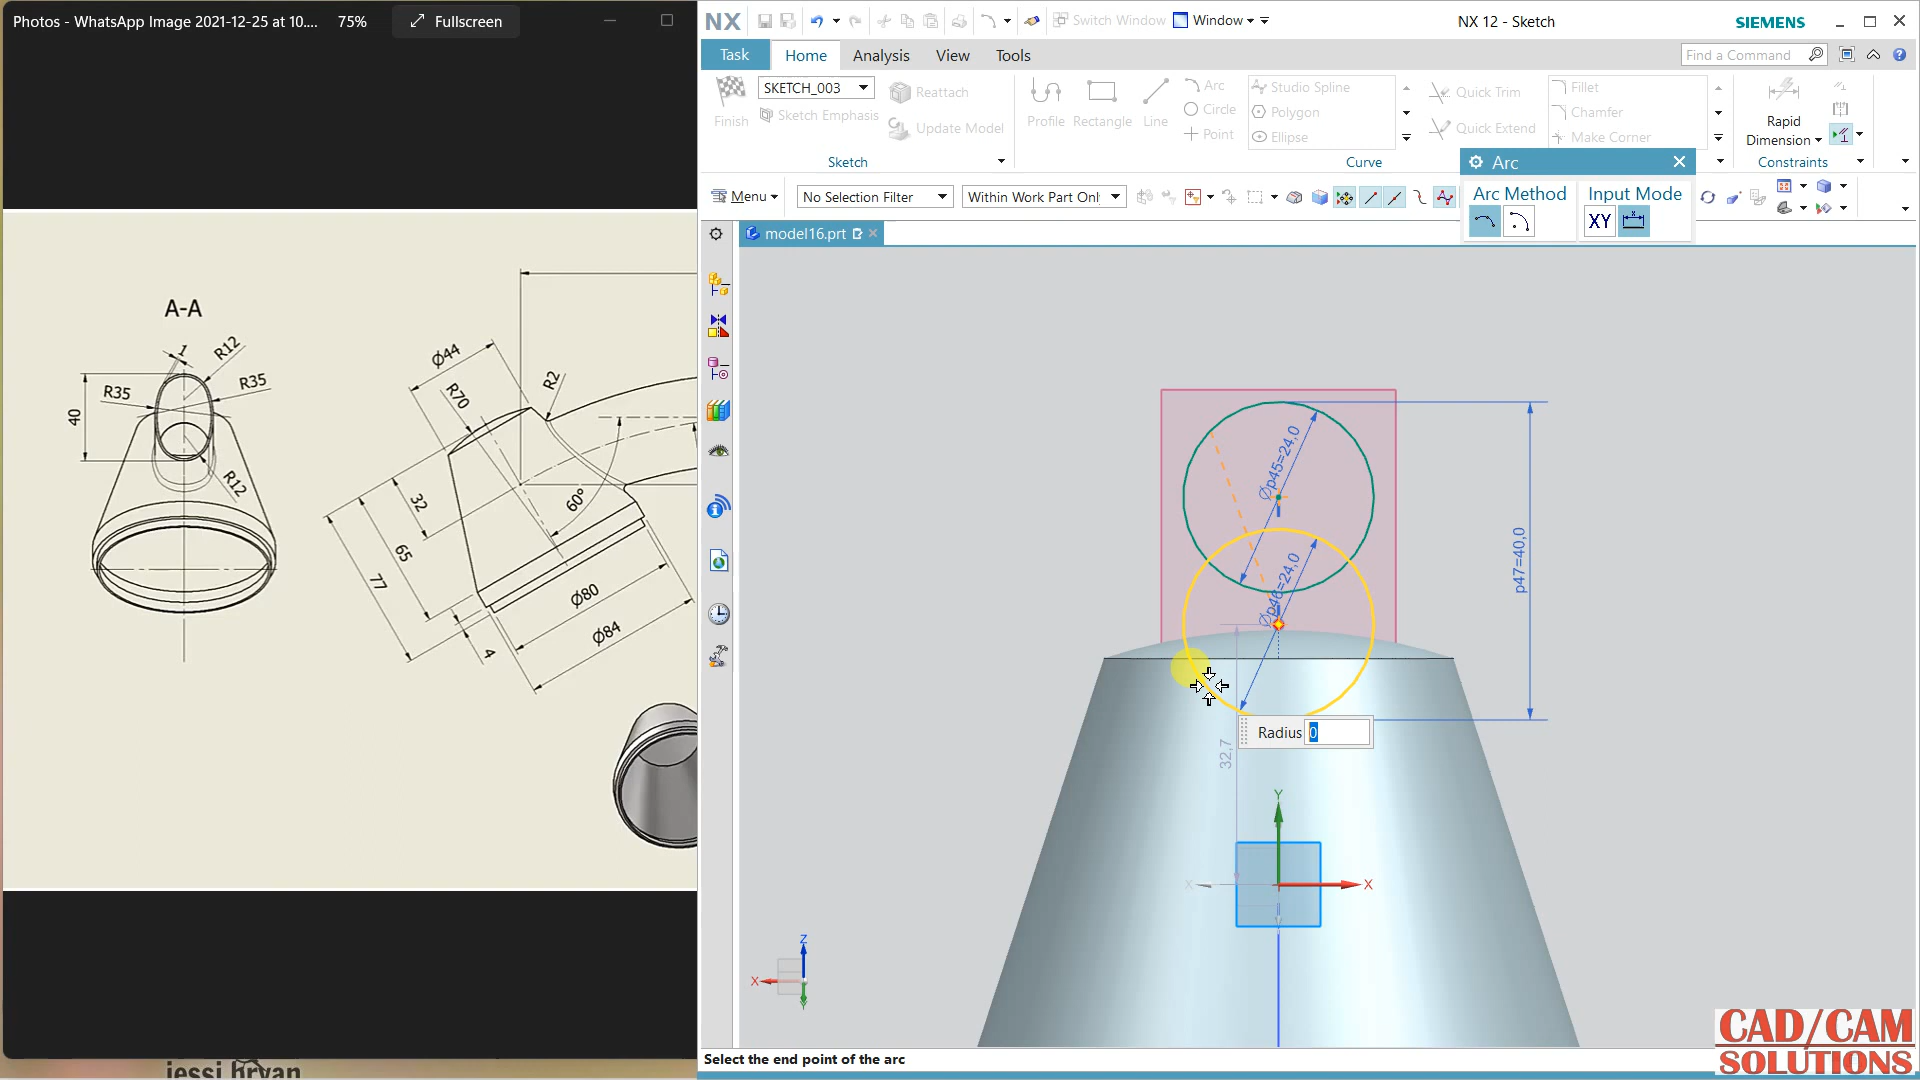 Photos - WhatsApp Image 2021-12-25 at 10....
75%
Fullscreen
A-A
1
R12
R35
R35
40
R12
Ø44
R70
R2
32
65
77
60°
Ø80
Ø84
4
jessi bryan
NX
Switch Window
Window
NX 12 - Sketch
SIEMENS
Task
Home
Analysis
View
Tools
Find a Command
Finish
SKETCH_003
Sketch Emphasis
Reattach
Update Model
Sketch
Profile
Rectangle
Line
Arc
Circle
Point
Studio Spline
Polygon
Ellipse
Quick Trim
Quick Extend
Fillet
Chamfer
Make Corner
Curve
Rapid
Dimension
Constraints
Arc
Arc Method
Input Mode
XY
Menu
No Selection Filter
Within Work Part Onl
model16.prt
Øp45=24,0
Øp46=24,0
p47=40,0
32,7
Radius 0
Y
X
X
Z
X
Y
Select the end point of the arc
CAD/CAM
SOLUTIONS